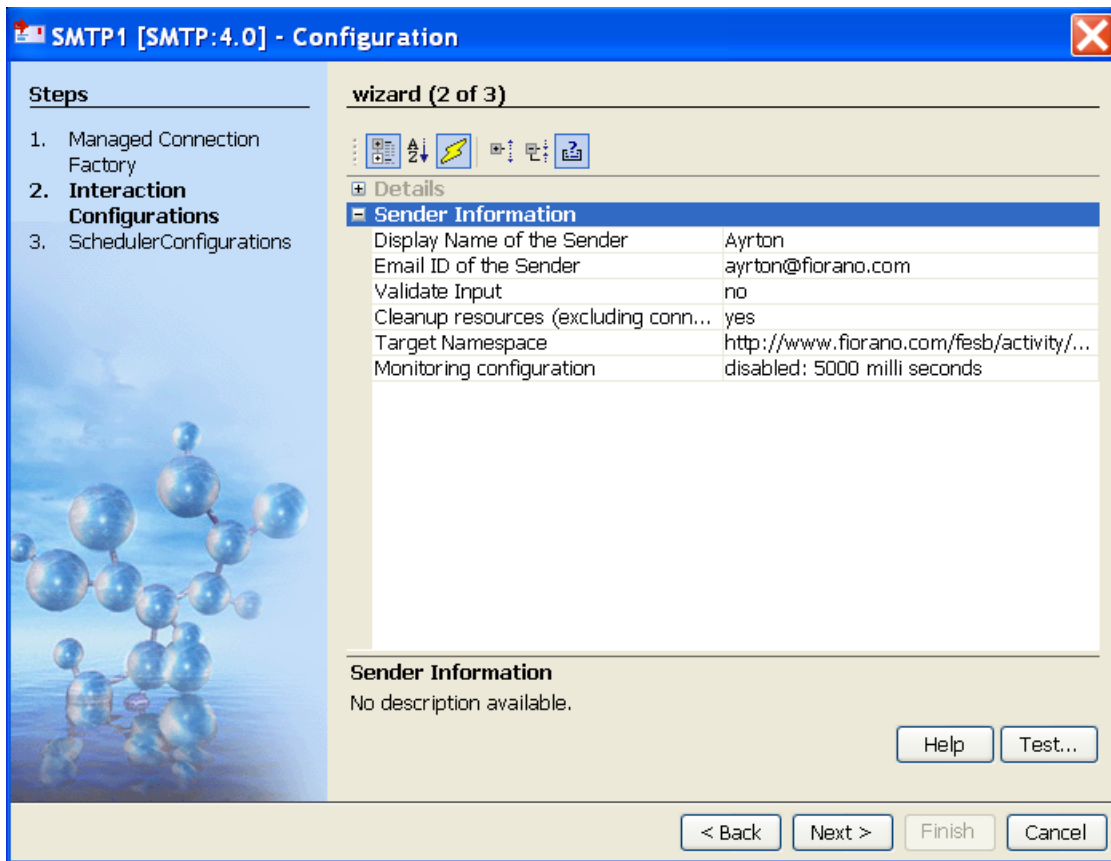 SMTP1 [SMTP:4.0] - Configuration
Steps
1. Managed Connection
Factory
2. Interaction
Configurations
3. SchedulerConfigurations
wizard (2 of 3)
Details
Sender Information
Display Name of the Sender Ayrton
Email ID of the Sender ayrton@fiorano.com
Validate Input no
Cleanup resources (excluding conn... yes
Target Namespace http://www.fiorano.com/fesb/activity/...
Monitoring configuration disabled: 5000 milli seconds
Sender Information
No description available.
Help Test...
< Back Next > Finish Cancel